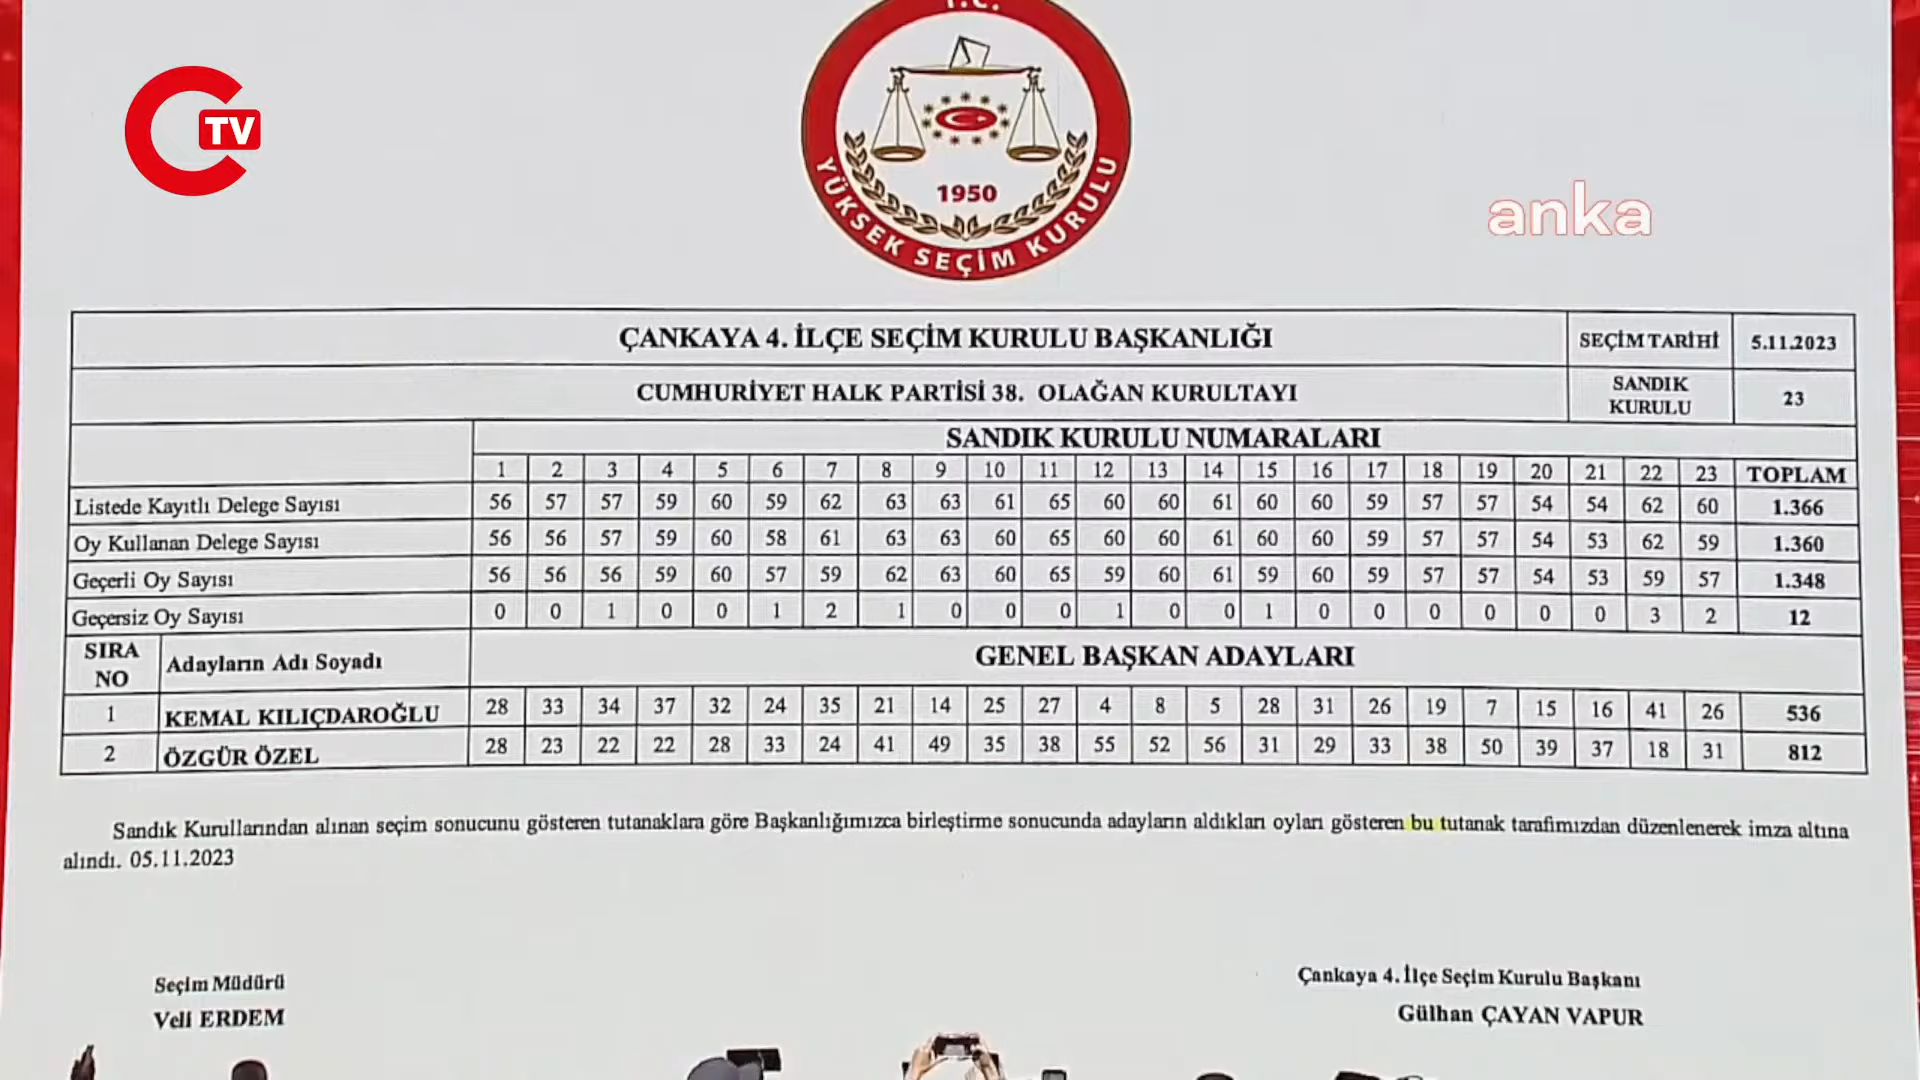 T.C.
YÜKSEK SEÇİM KURULU
1950
TV
anka
ÇANKAYA 4. İLÇE SEÇİM KURULU BAŞKANLIĞI SEÇİM TARİHİ 5.11.2023
CUMHURİYET HALK PARTİSİ 38. OLAĞAN KURULTAYI SANDIK KURULU 23
SANDIK KURULU NUMARALARI
1 2 3 4 5 6 7 8 9 10 11 12 13 14 15 16 17 18 19 20 21 22 23 TOPLAM
Listede Kayıtlı Delege Sayısı 56 57 57 59 60 59 62 63 63 61 65 60 60 61 60 60 59 57 57 54 54 62 60 1.366
Oy Kullanan Delege Sayısı 56 56 57 59 60 58 61 63 63 60 65 60 60 61 60 60 59 57 57 54 53 62 59 1.360
Geçerli Oy Sayısı 56 56 56 59 60 57 59 62 63 60 65 59 60 61 59 60 59 57 57 54 53 59 57 1.348
Geçersiz Oy Sayısı 0 0 1 0 0 1 2 1 0 0 0 1 0 0 1 0 0 0 0 0 0 3 2 12
SIRA NO Adayların Adı Soyadı GENEL BAŞKAN ADAYLARI
1 KEMAL KILIÇDAROĞLU 28 33 34 37 32 24 35 21 14 25 27 4 8 5 28 31 26 19 7 15 16 41 26 536
2 ÖZGÜR ÖZEL 28 23 22 22 28 33 24 41 49 35 38 55 52 56 31 29 33 38 50 39 37 18 31 812
Sandık Kurullarından alınan seçim sonucunu gösteren tutanaklara göre Başkanlığımızca birleştirme sonucunda adayların aldıkları oyları gösteren bu tutanak tarafımızdan düzenlenerek imza altına
alındı. 05.11.2023
Seçim Müdürü
Veli ERDEM
Çankaya 4. İlçe Seçim Kurulu Başkanı
Gülhan ÇAYAN VAPUR